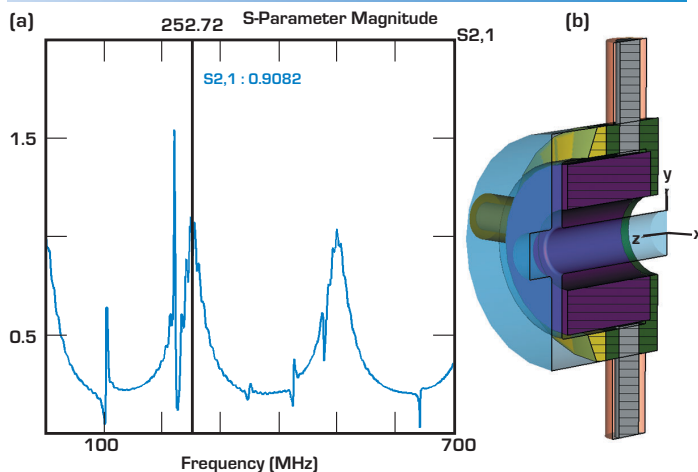 (a)
252.72
S-Parameter Magnitude
S2,1
(b)
S2,1 : 0.9082
1.5
0.5
100
700
Frequency (MHz)
y
z
x